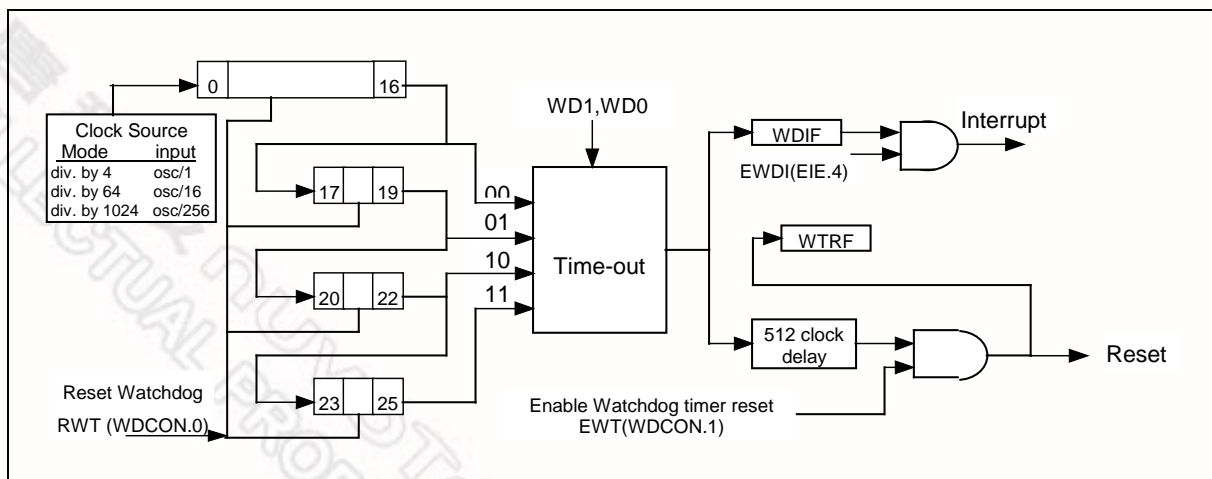 0 16
Clock Source
Mode input
div. by 4 osc/1
div. by 64 osc/16
div. by 1024 osc/256
17 19
20 22
23 25
Reset Watchdog
RWT (WDCON.0)
WD1,WD0
00
01
10
11
Time-out
WDIF
EWDI(EIE.4)
Interrupt
WTRF
512 clock
delay
Reset
Enable Watchdog timer reset
EWT(WDCON.1)